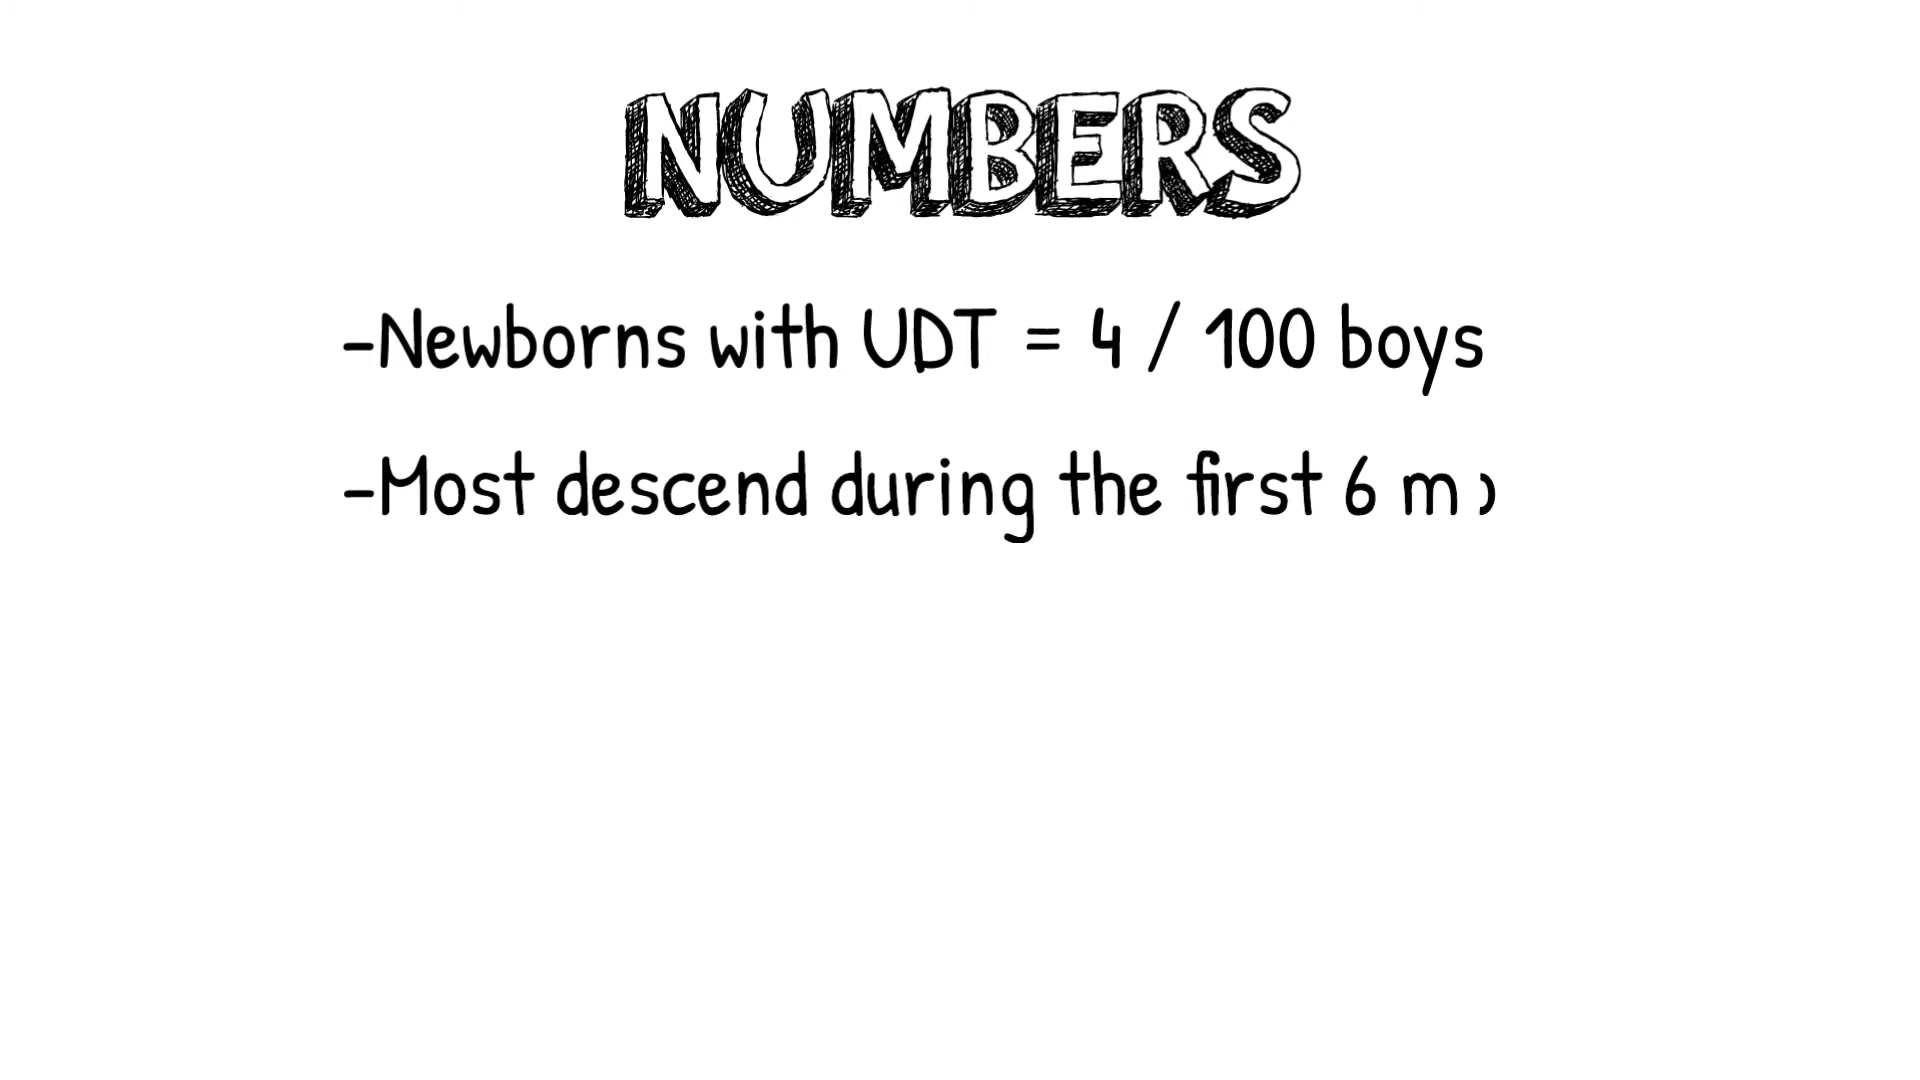 NUMBERS
-Newborns with UDT = 4 / 100 boys
-Most descend during the first 6 m